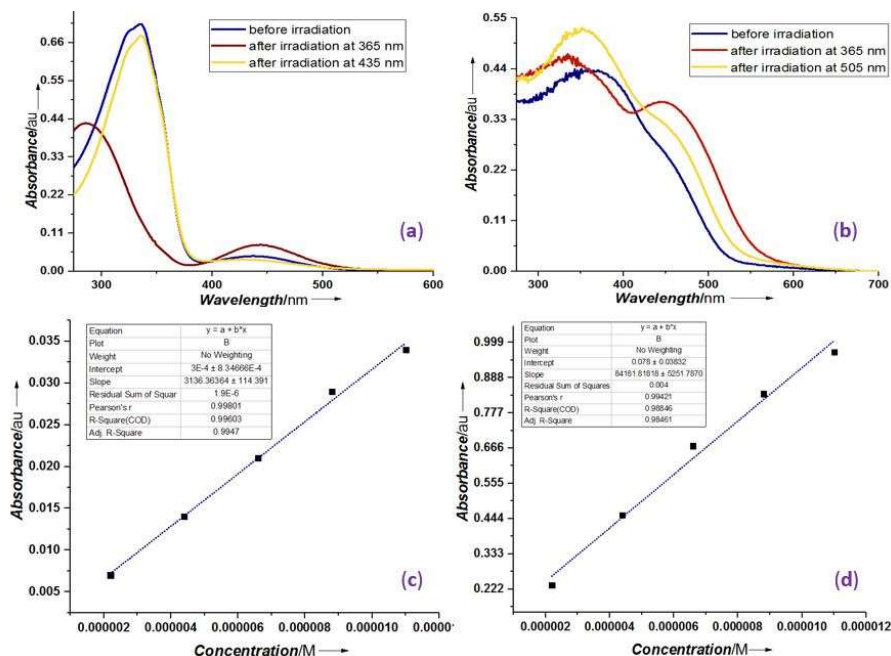 before irradiation
after irradiation at 365 nm
after irradiation at 435 nm
Absorbance/au
0.66
0.55
0.44
0.33
0.22
0.11
0.00
300
400
500
600
Wavelength/nm
(a)
before irradiation
after irradiation at 365 nm
after irradiation at 505 nm
Absorbance/au
0.55
0.44
0.33
0.22
0.11
0.00
300
400
500
600
700
Wavelength/nm
(b)
Equation y = a + b*x
Plot B
Weight No Weighting
Intercept 3E-4 ± 8.34666E-4
Slope 3136.36364 ± 114.391
Residual Sum of Squar 1.9E-6
Pearson's r 0.99801
R-Square(COD) 0.99603
Adj. R-Square 0.9947
Absorbance/au
0.035
0.030
0.025
0.020
0.015
0.010
0.005
0.000002
0.000004
0.000006
0.000008
0.000010
0.0000
Concentration/M
(c)
Equation y = a + b*x
Plot B
Weight No Weighting
Intercept 0.078 ± 0.03832
Slope 84181.81818 ± 5251.7870
Residual Sum of Squares 0.004
Pearson's r 0.99421
R-Square(COD) 0.98846
Adj. R-Square 0.98461
Absorbance/au
0.999
0.888
0.777
0.666
0.555
0.444
0.333
0.222
0.000002
0.000004
0.000006
0.000008
0.000010
0.000012
Concentration/M
(d)